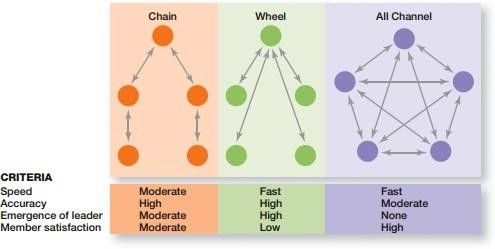 Chain Wheel All Channel
CRITERIA
Speed Moderate Fast Fast
Accuracy High High Moderate
Emergence of leader Moderate High None
Member satisfaction Moderate Low High